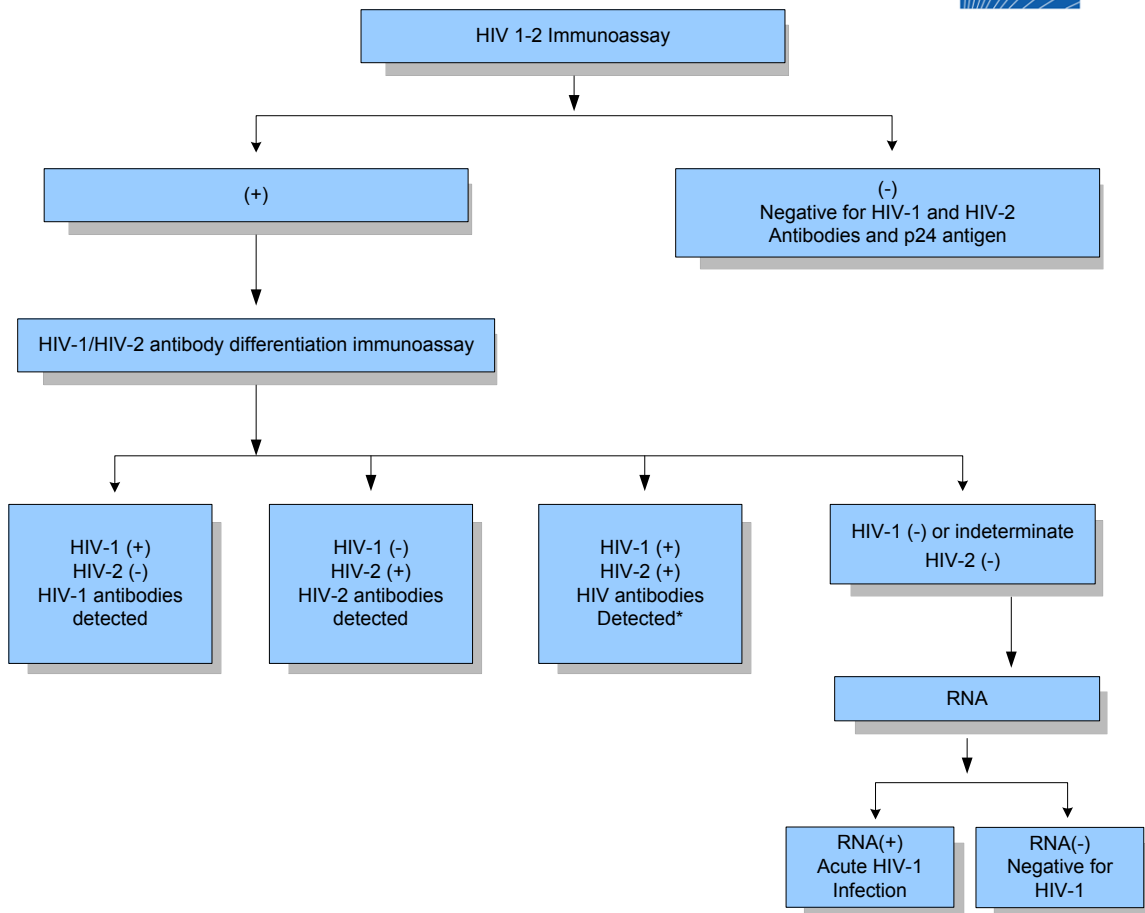 HIV 1-2 Immunoassay
(+)
(-)
Negative for HIV-1 and HIV-2
Antibodies and p24 antigen
HIV-1/HIV-2 antibody differentiation immunoassay
HIV-1 (+)
HIV-2 (-)
HIV-1 antibodies
detected
HIV-1 (-)
HIV-2 (+)
HIV-2 antibodies
detected
HIV-1 (+)
HIV-2 (+)
HIV antibodies
Detected*
HIV-1 (-) or indeterminate
HIV-2 (-)
RNA
RNA(+)
Acute HIV-1
Infection
RNA(-)
Negative for
HIV-1